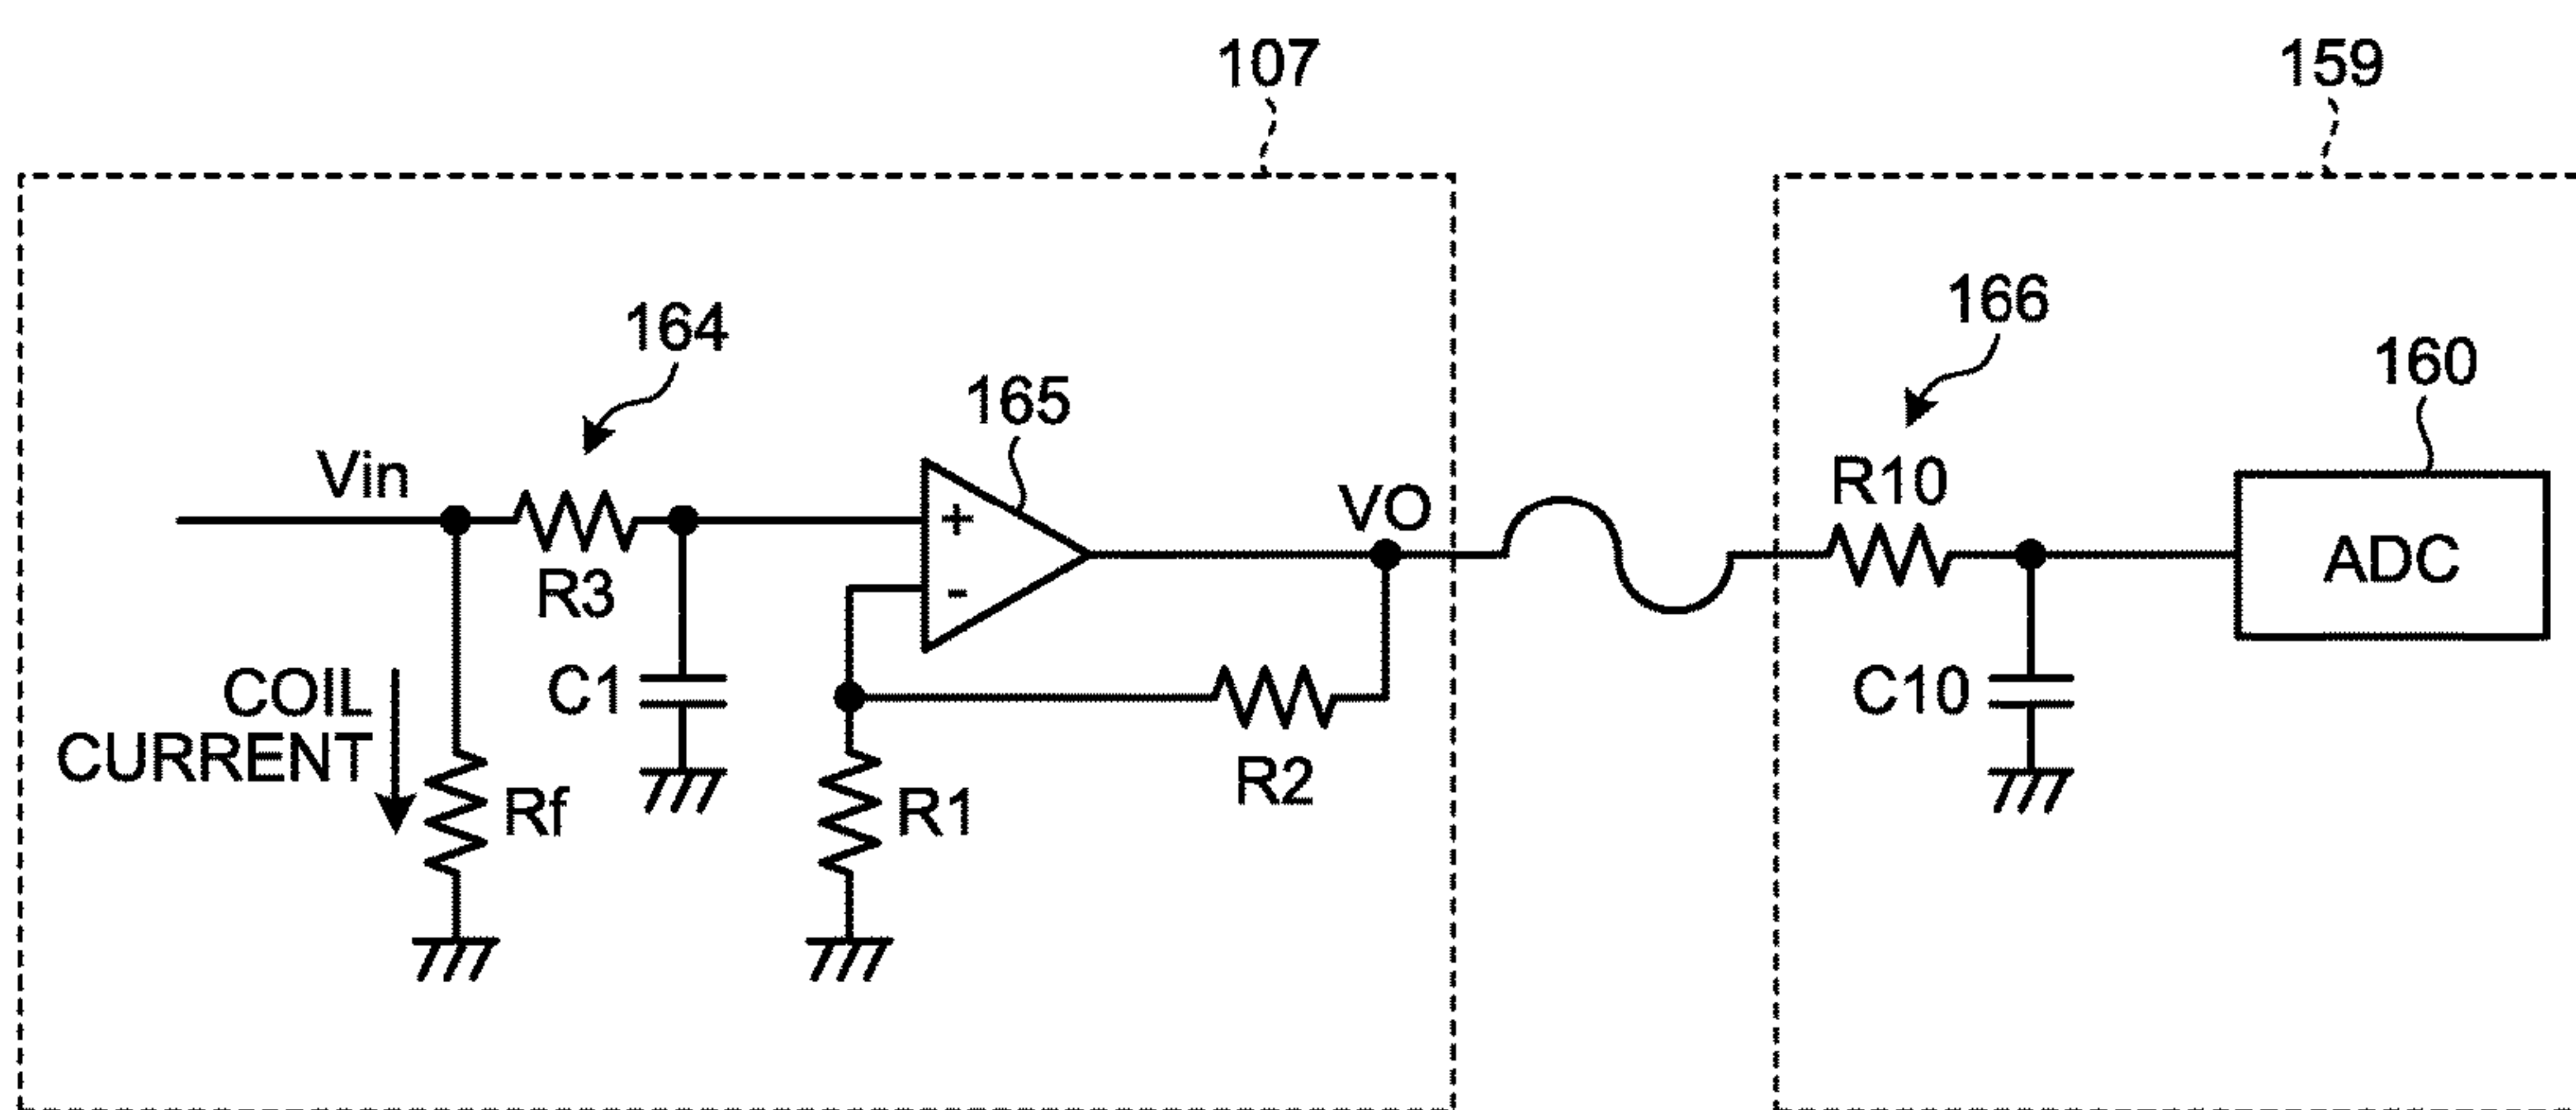 107
159
164
166
165
160
Vin
R3
+
-
VO
R10
ADC
COIL
CURRENT
C1
C10
Rf
R1
R2